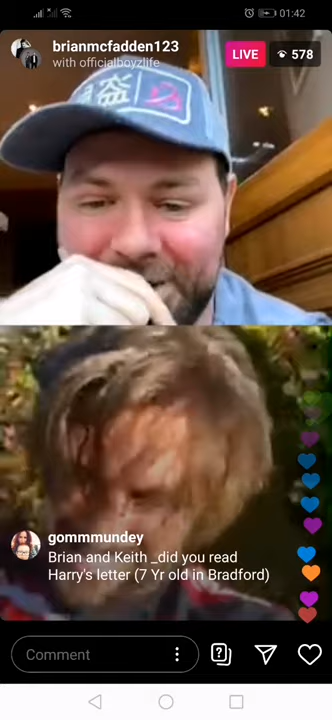 01:42
brianmcfadden123
with officialboyzlife
LIVE
578
gommmundey
Brian and Keith _did you read
Harry's letter (7 Yr old in Bradford)
Comment